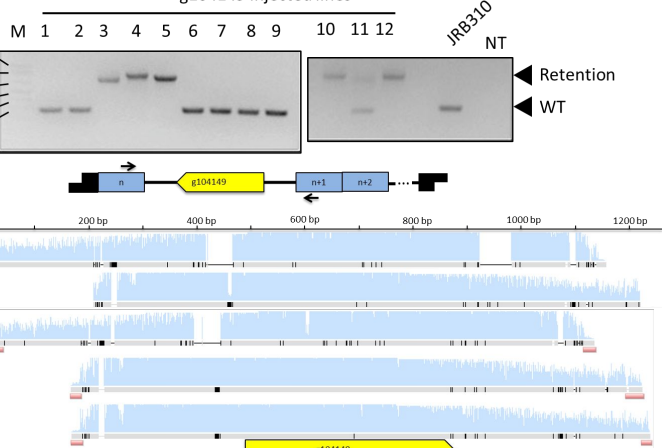 M 1 2 3 4 5 6 7 8 9 10 11 12 JRB310 NT
Retention
WT
n g104149 n+1 n+2
200 bp 400 bp 600 bp 800 bp 1000 bp 1200 bp